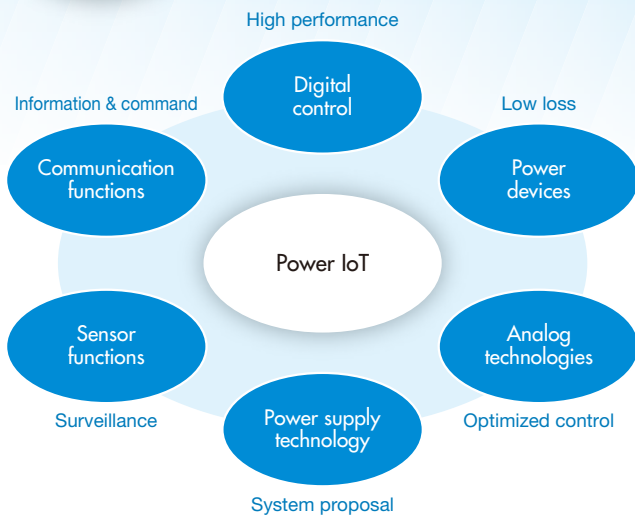 High performance
Digital
control
Information & command
Low loss
Communication
functions
Power
devices
Power IoT
Sensor
functions
Analog
technologies
Surveillance
Power supply
technology
Optimized control
System proposal